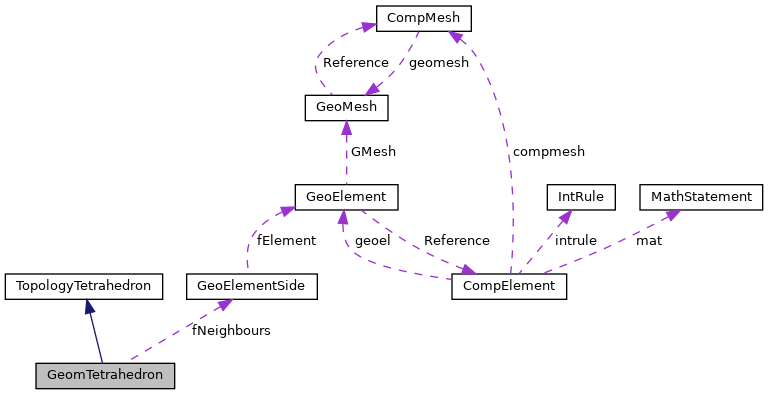 CompMesh
Reference
geomesh
GeoMesh
GMesh
compmesh
GeoElement
IntRule
MathStatement
fElement
geoel
Reference
intrule
mat
TopologyTetrahedron
GeoElementSide
CompElement
fNeighbours
GeomTetrahedron